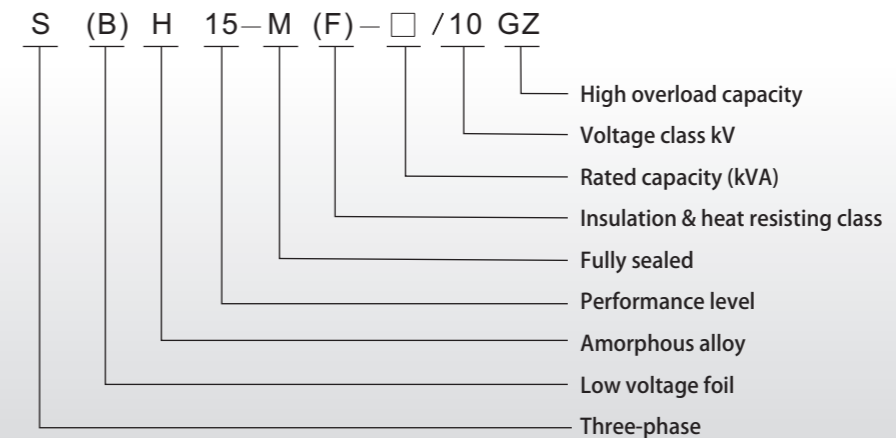 S (B) H 15-M (F)-□/10 GZ
High overload capacity
Voltage class kV
Rated capacity (kVA)
Insulation & heat resisting class
Fully sealed
Performance level
Amorphous alloy
Low voltage foil
Three-phase